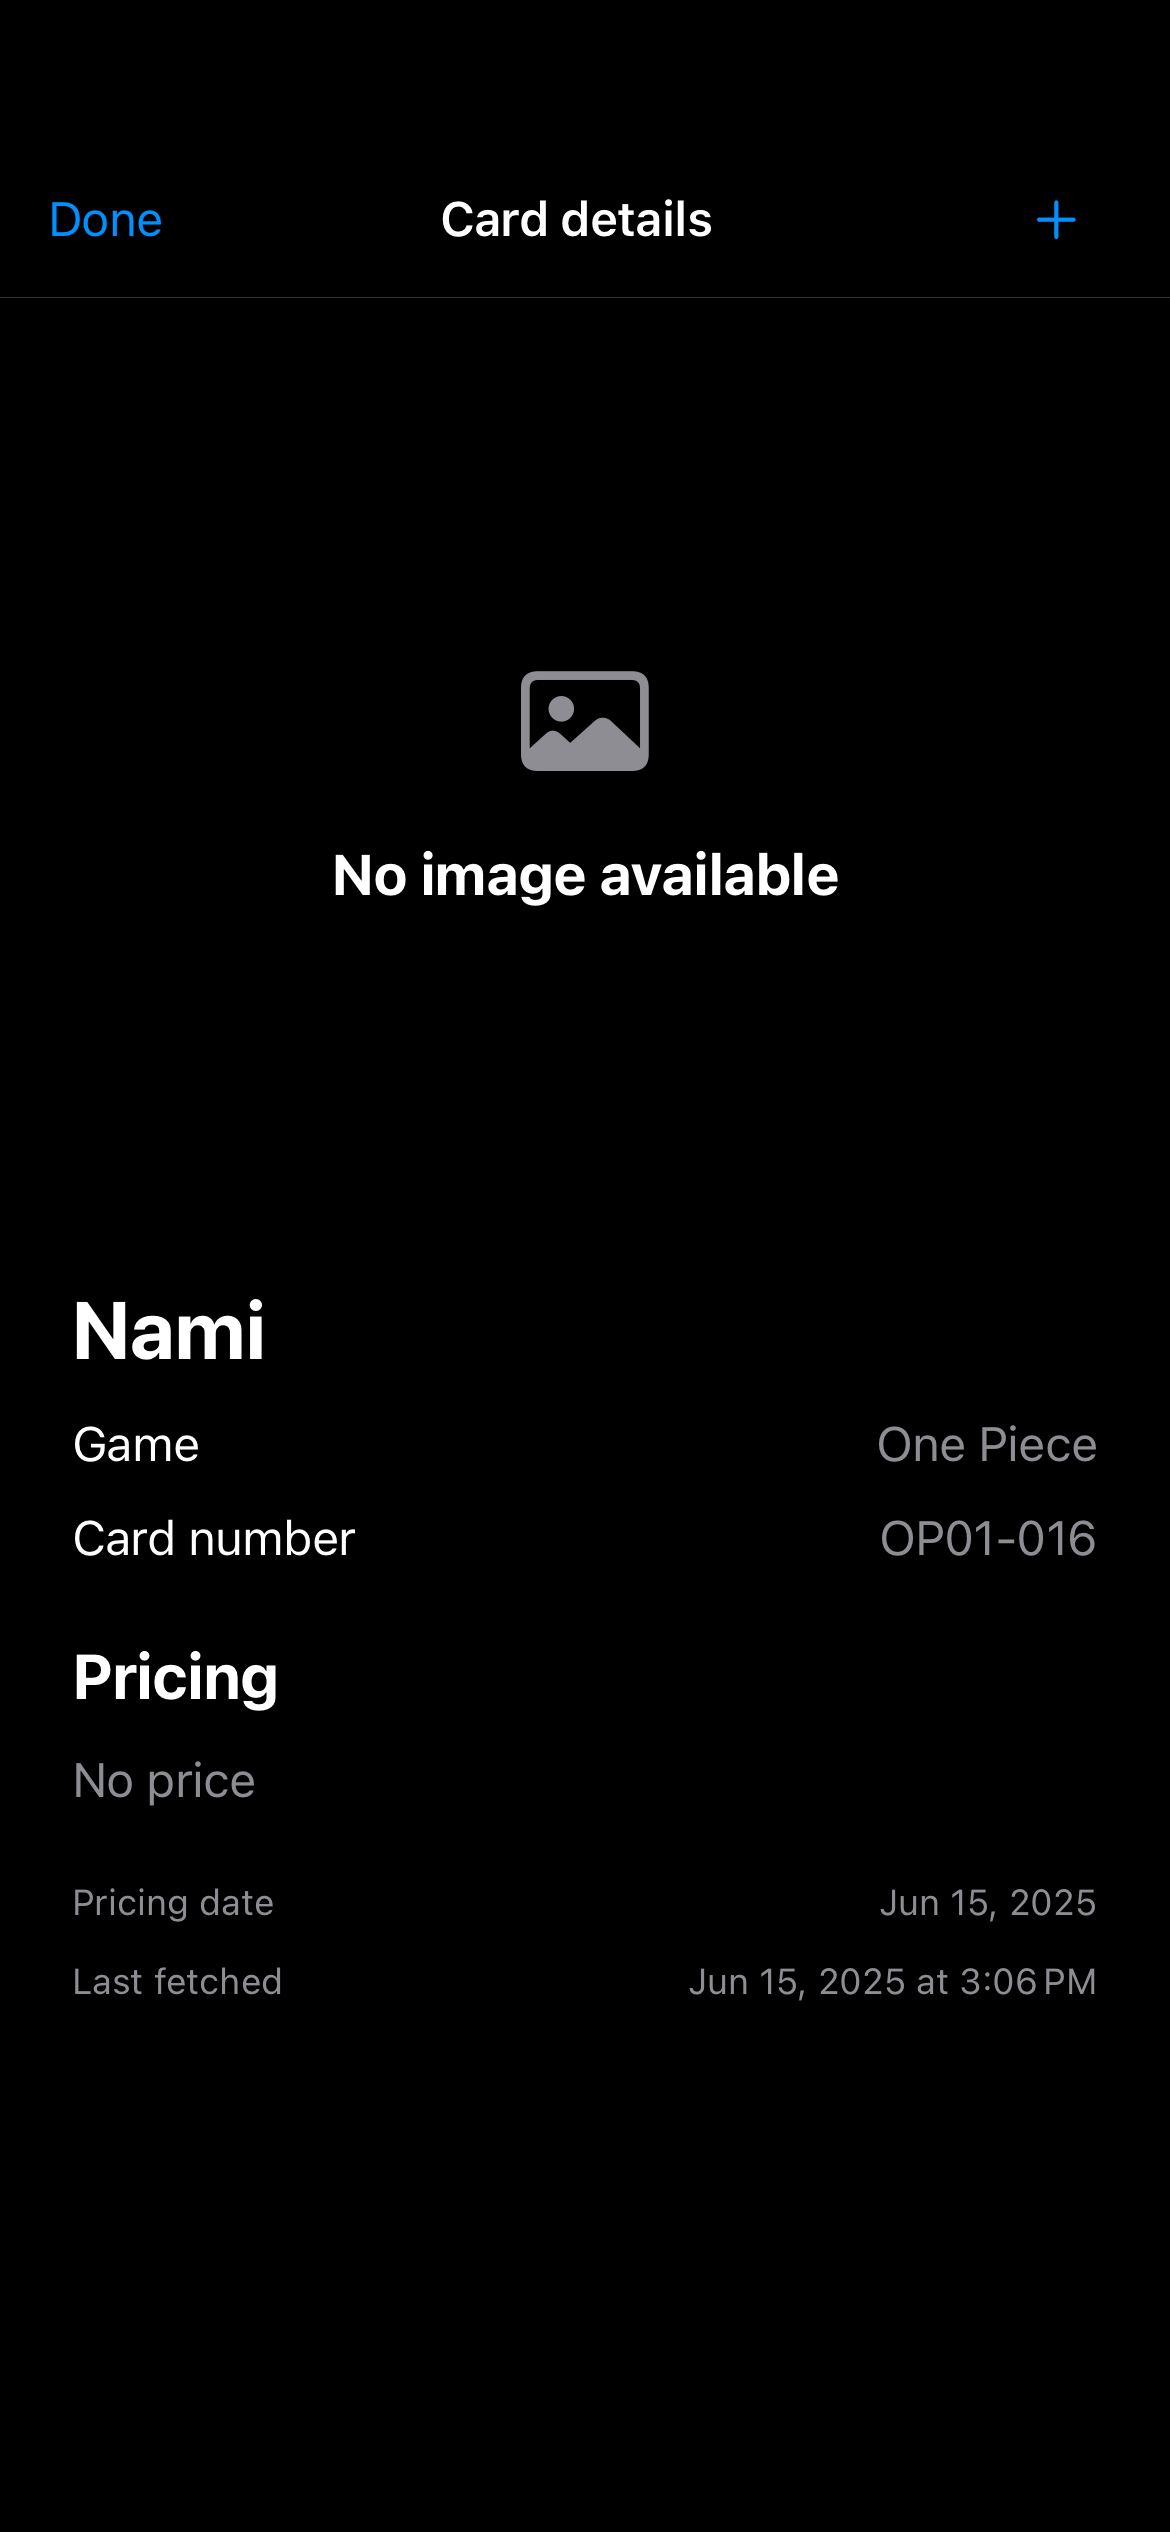 Done
Card details
+
No image available
Nami
Game One Piece
Card number OP01-016
Pricing
No price
Pricing date Jun 15, 2025
Last fetched Jun 15, 2025 at 3:06 PM